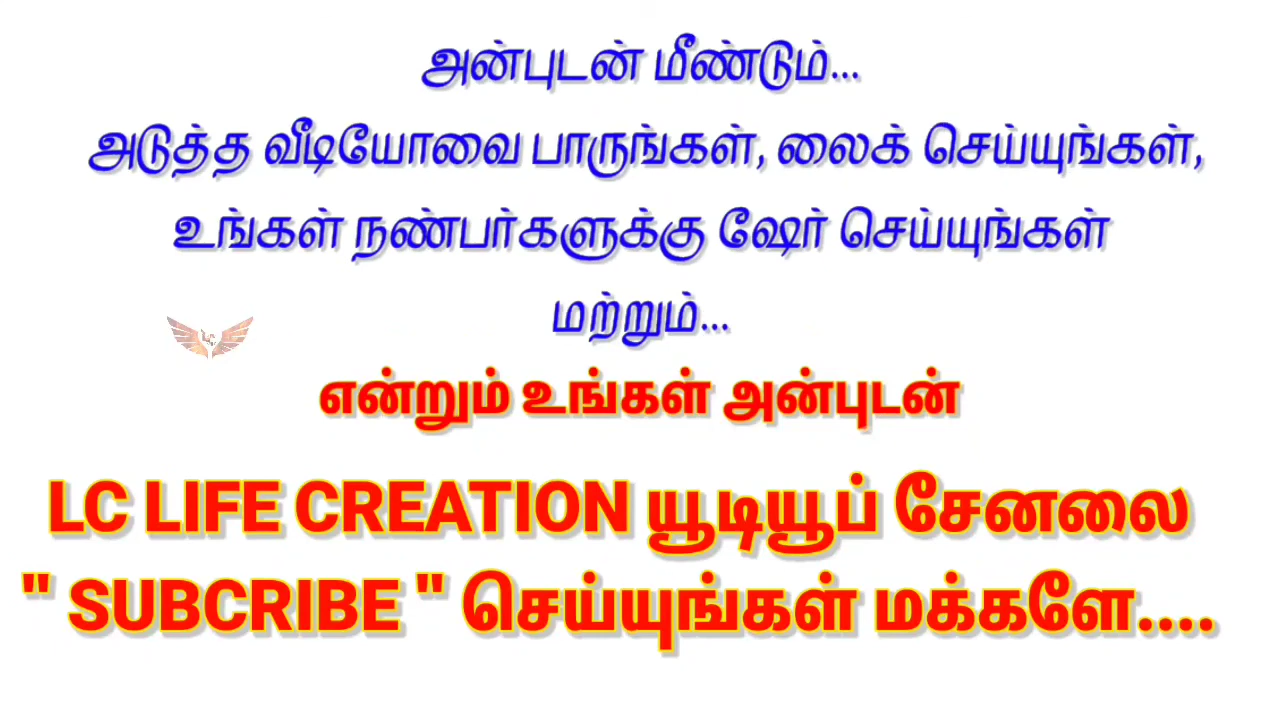 அன்புடன் மீண்டும்...
அடுத்த வீடியோவை பாருங்கள், லைக் செய்யுங்கள்,
உங்கள் நண்பர்களுக்கு ஷேர் செய்யுங்கள்
மற்றும்...
என்றும் உங்கள் அன்புடன்
LC LIFE CREATION யூடியூப் சேனலை
" SUBCRIBE " செய்யுங்கள் மக்களே....